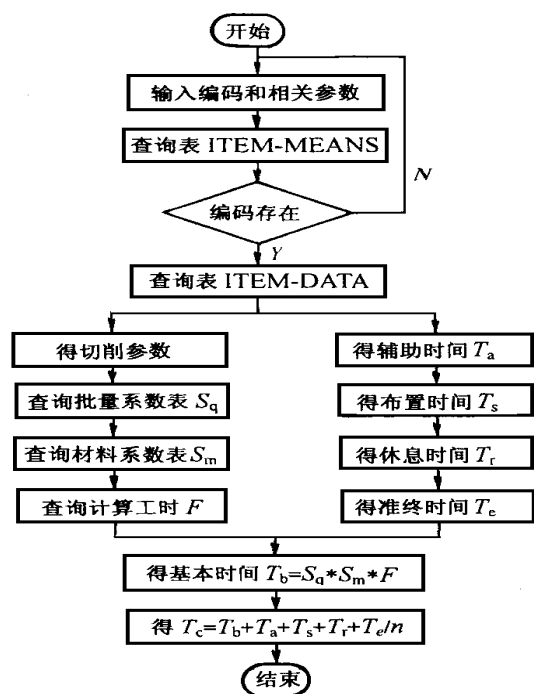 开始
输入编码和相关参数
查询表 ITEM-MEANS
N
编码存在
Y
查询表 ITEM-DATA
得切削参数
查询批量系数表 Sq
查询材料系数表 Sm
查询计算工时 F
得辅助时间 Ta
得布置时间 Ts
得休息时间 Tr
得准终时间 Te
得基本时间 Tb=Sq*Sm*F
得 Tc=Tb+Ta+Ts+Tr+Te/n
结束